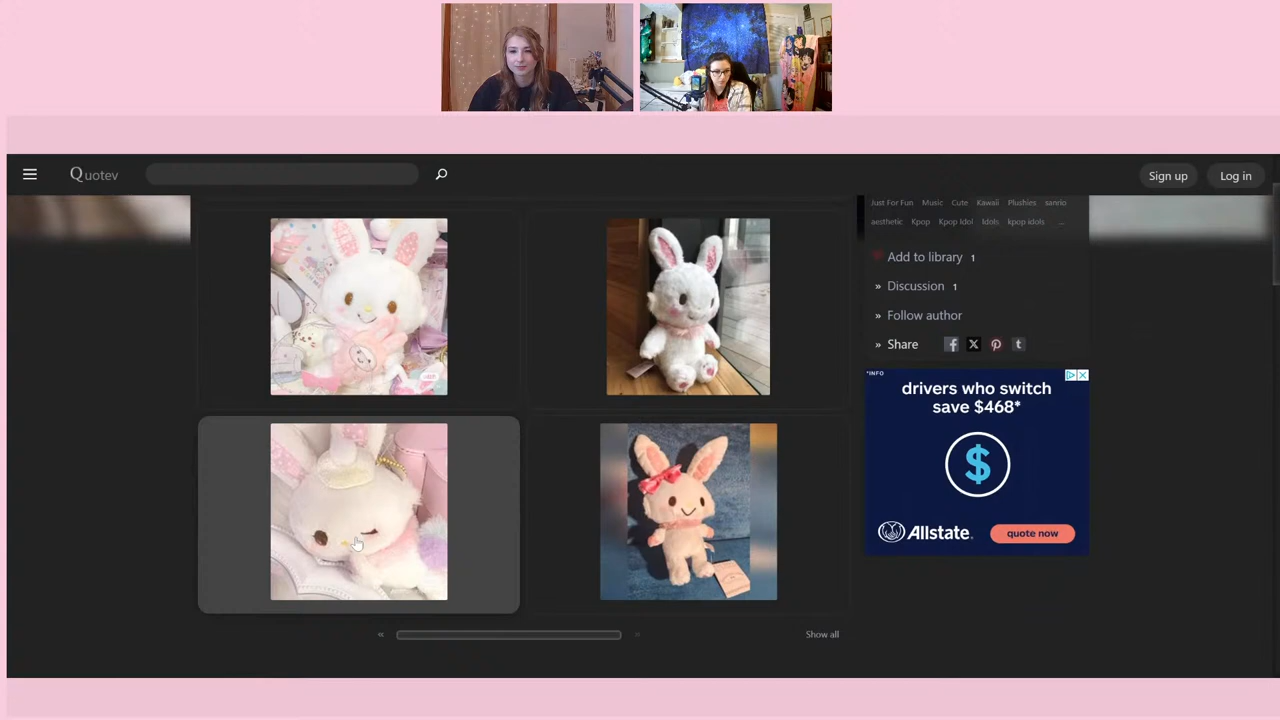 Quotev
Sign up
Log in
Just For Fun Music Cute Kawaii Plushies sanrio
aesthetic Kpop Kpop Idol Idols kpop idols ...
Add to library 1
» Discussion 1
» Follow author
» Share f X t
*INFO
drivers who switch
save $468*
$
Allstate.
quote now
« » Show all